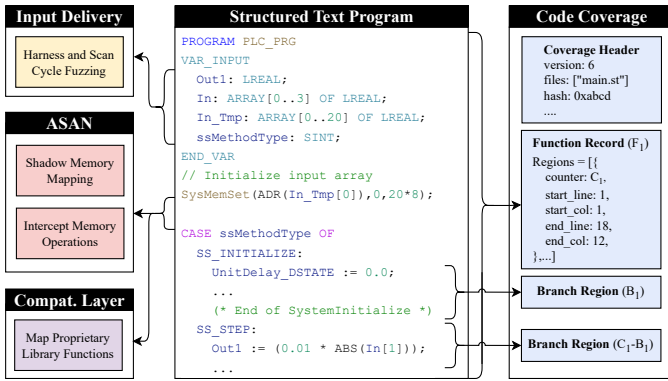 Input Delivery
Harness and Scan
Cycle Fuzzing
ASAN
Shadow Memory
Mapping
Intercept Memory
Operations
Compat. Layer
Map Proprietary
Library Functions
Structured Text Program
PROGRAM PLC_PRG
VAR_INPUT
Out1: LREAL;
In: ARRAY[0..3] OF LREAL;
In_Tmp: ARRAY[0..20] OF LREAL;
ssMethodType: SINT;
END_VAR
// Initialize input array
SysMemSet(ADR(In_Tmp[0]),0,20*8);
CASE ssMethodType OF
SS_INITIALIZE:
UnitDelay_DSTATE := 0.0;
...
(* End of SystemInitialize *)
SS_STEP:
Out1 := (0.01 * ABS(In[1]));
...
Code Coverage
Coverage Header
version: 6
files: ["main.st"]
hash: 0xabcd
....
Function Record (F1)
Regions = [{
counter: C1,
start_line: 1,
start_col: 1,
end_line: 18,
end_col: 12,
},...]
Branch Region (B1)
Branch Region (C1-B1)